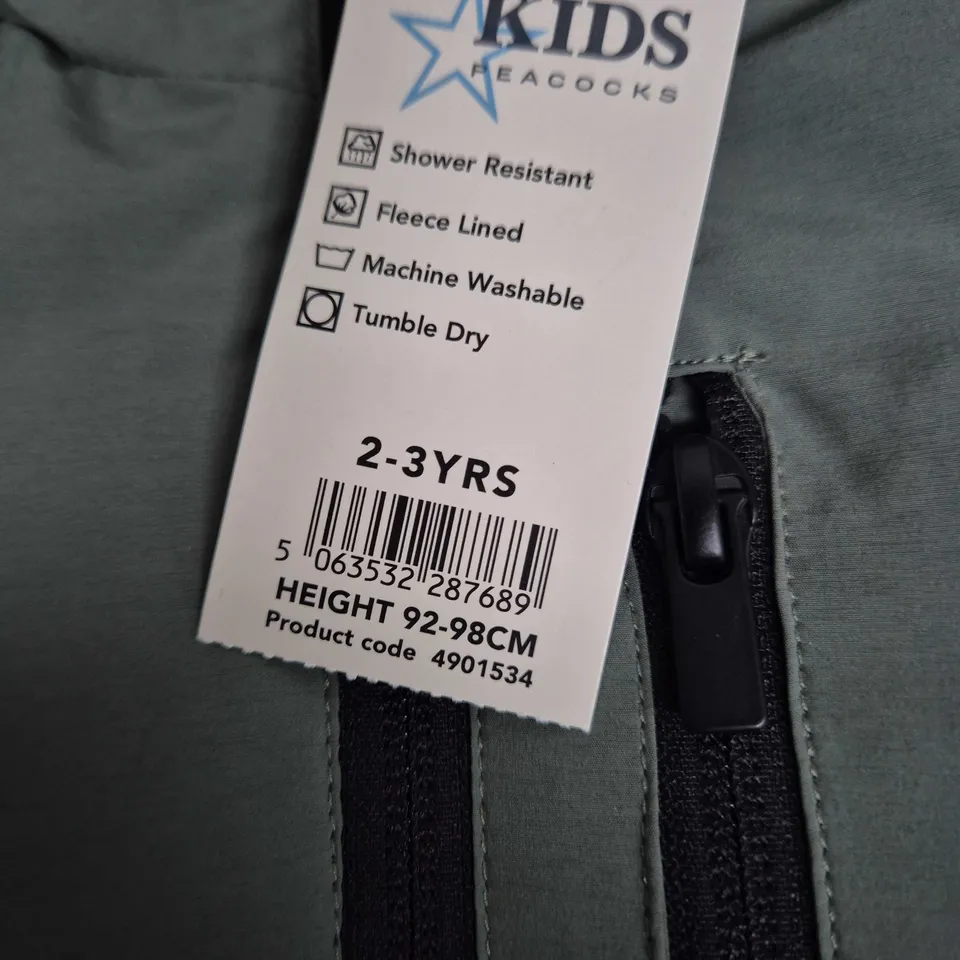 KIDS
PEACOCKS
Shower Resistant
Fleece Lined
Machine Washable
Tumble Dry
2-3YRS
5 063532 287689
HEIGHT 92-98CM
Product code 4901534